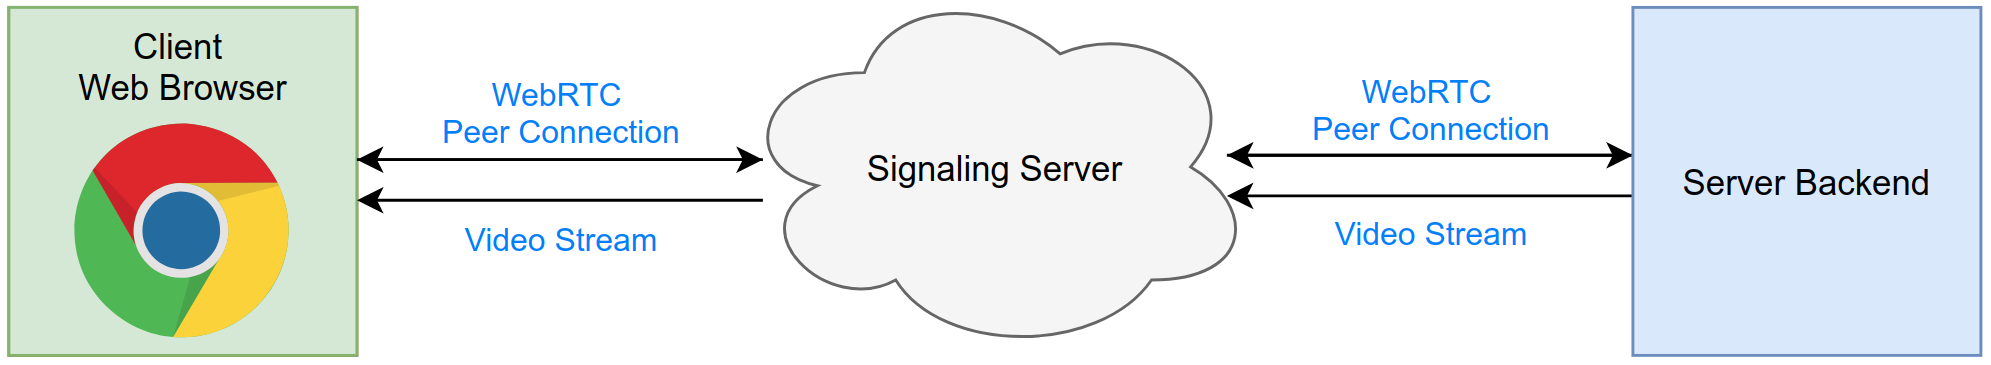 Client
Web Browser
WebRTC
Peer Connection
Video Stream
Signaling Server
WebRTC
Peer Connection
Video Stream
Server Backend